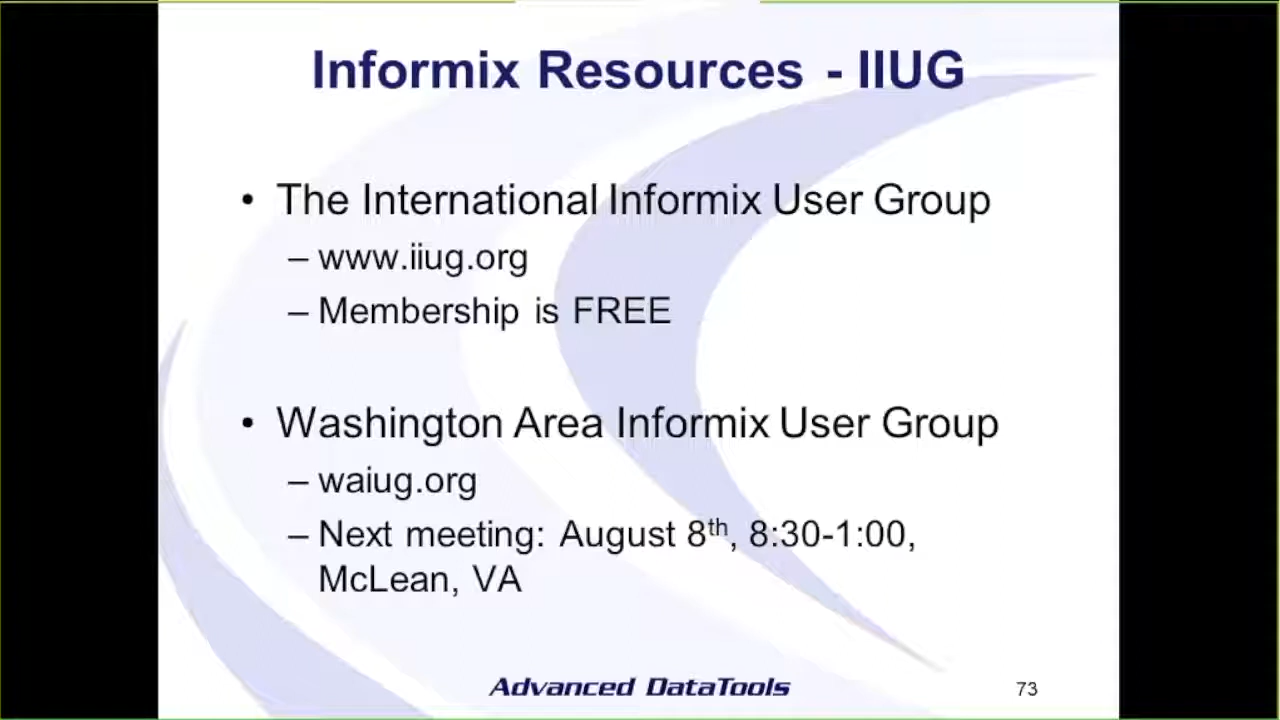 Informix Resources - IIUG
• The International Informix User Group
– www.iiug.org
– Membership is FREE
• Washington Area Informix User Group
– waiug.org
– Next meeting: August 8th, 8:30-1:00,
McLean, VA
Advanced DataTools
73